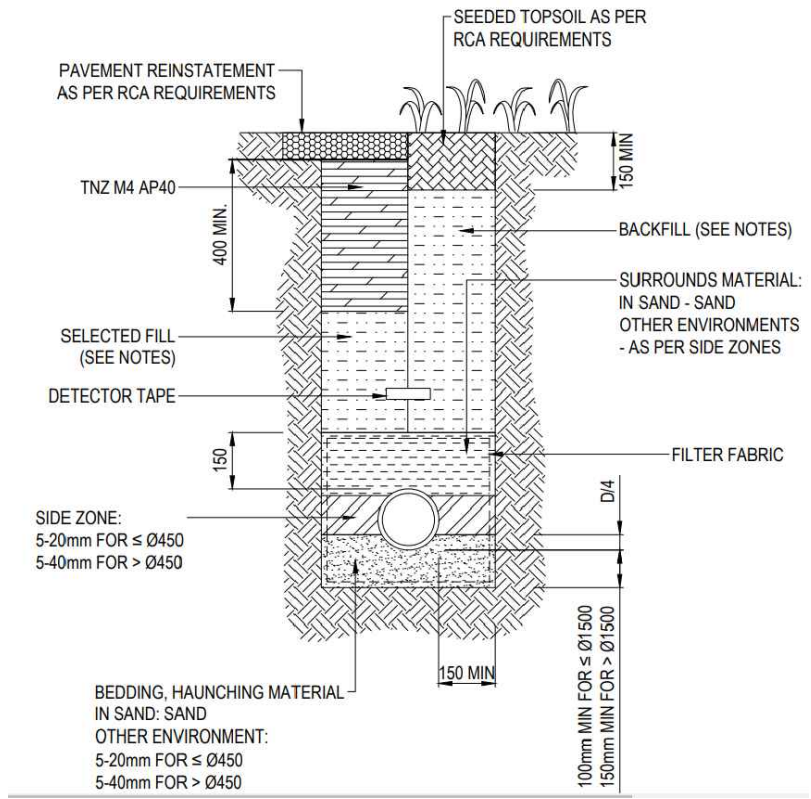 SEEDED TOPSOIL AS PER
RCA REQUIREMENTS
PAVEMENT REINSTATEMENT
AS PER RCA REQUIREMENTS
150 MIN
TNZ M4 AP40
400 MIN.
BACKFILL (SEE NOTES)
SURROUNDS MATERIAL:
IN SAND - SAND
OTHER ENVIRONMENTS
- AS PER SIDE ZONES
SELECTED FILL
(SEE NOTES)
DETECTOR TAPE
150
FILTER FABRIC
D/4
SIDE ZONE:
5-20mm FOR ≤ Ø450
5-40mm FOR > Ø450
150 MIN
100mm MIN FOR ≤ Ø1500
150mm MIN FOR > Ø1500
BEDDING, HAUNCHING MATERIAL
IN SAND: SAND
OTHER ENVIRONMENT:
5-20mm FOR ≤ Ø450
5-40mm FOR > Ø450